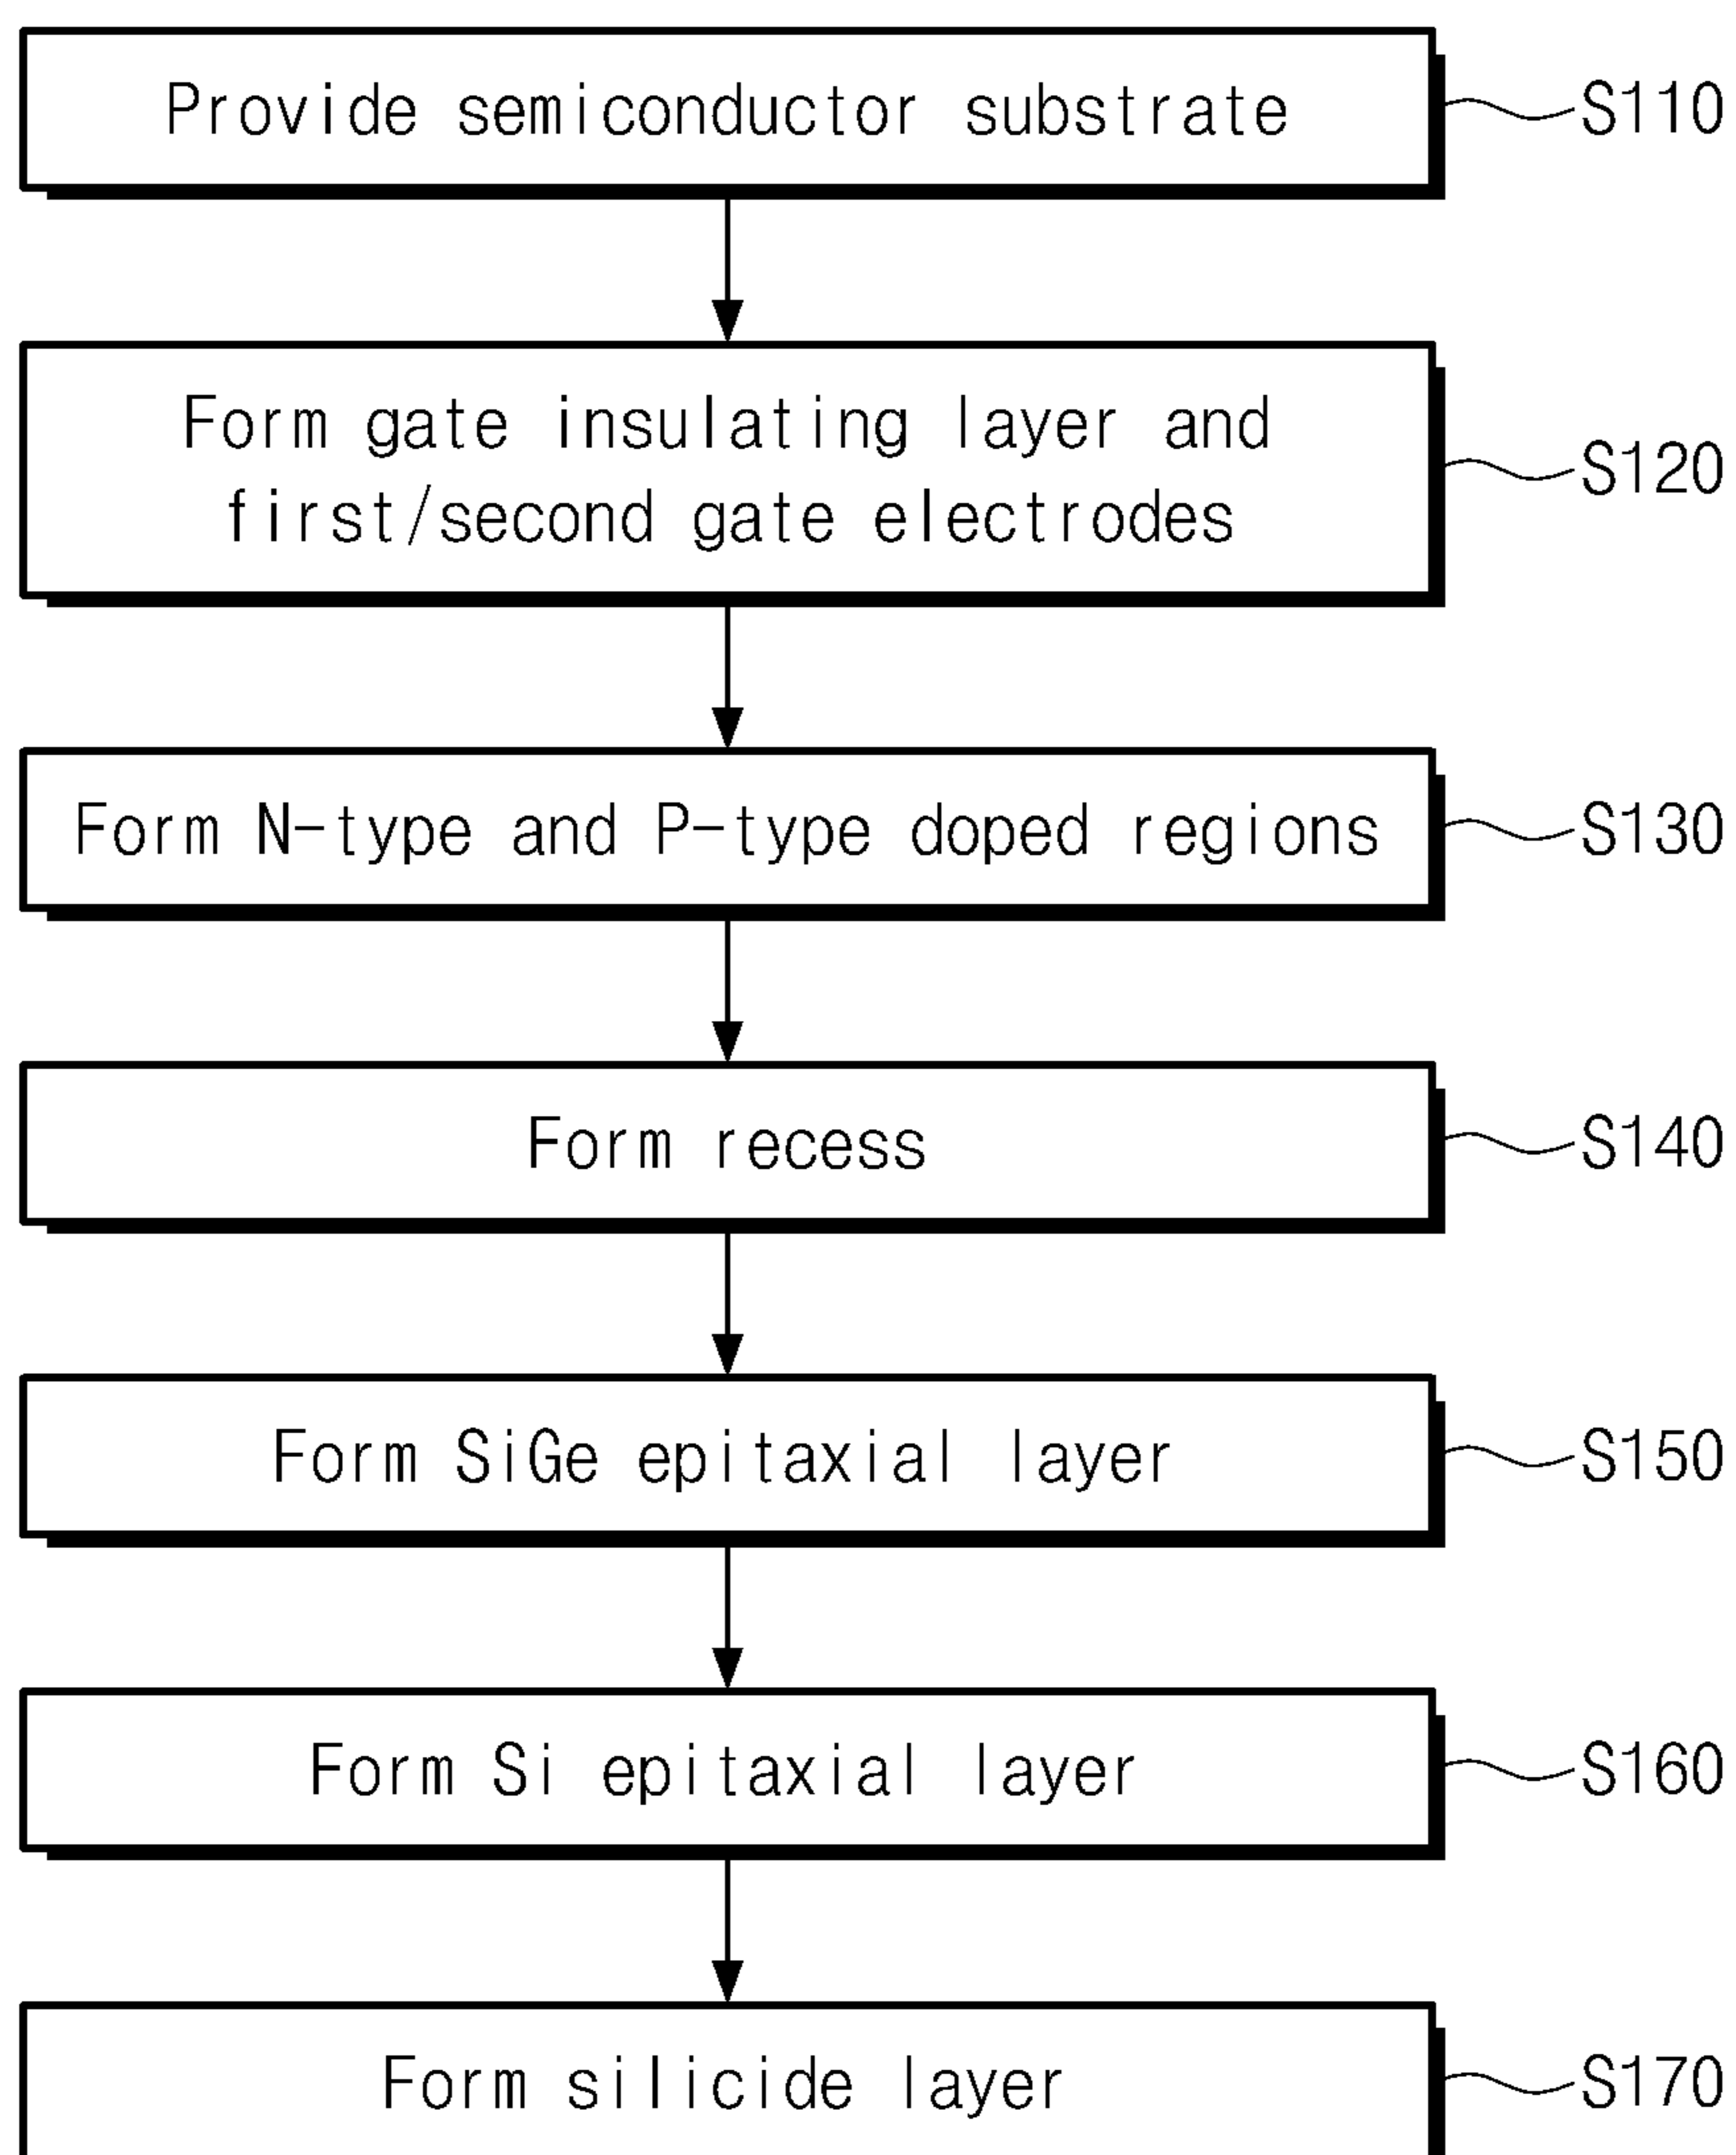 Provide semiconductor substrate
S110
Form gate insulating layer and
first/second gate electrodes
S120
Form N-type and P-type doped regions
S130
Form recess
S140
Form SiGe epitaxial layer
S150
Form Si epitaxial layer
S160
Form silicide layer
S170